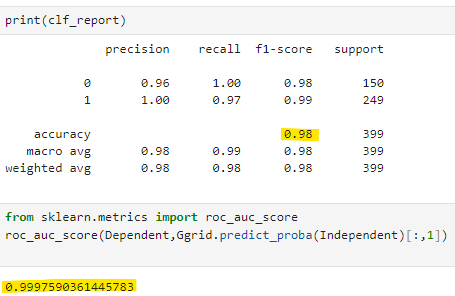 print(clf_report)
precision recall f1-score support
0 0.96 1.00 0.98 150
1 1.00 0.97 0.99 249
accuracy 0.98 399
macro avg 0.98 0.99 0.98 399
weighted avg 0.98 0.98 0.98 399
from sklearn.metrics import roc_auc_score
roc_auc_score(Dependent,Ggrid.predict_proba(Independent)[:,1])
0.9997590361445783